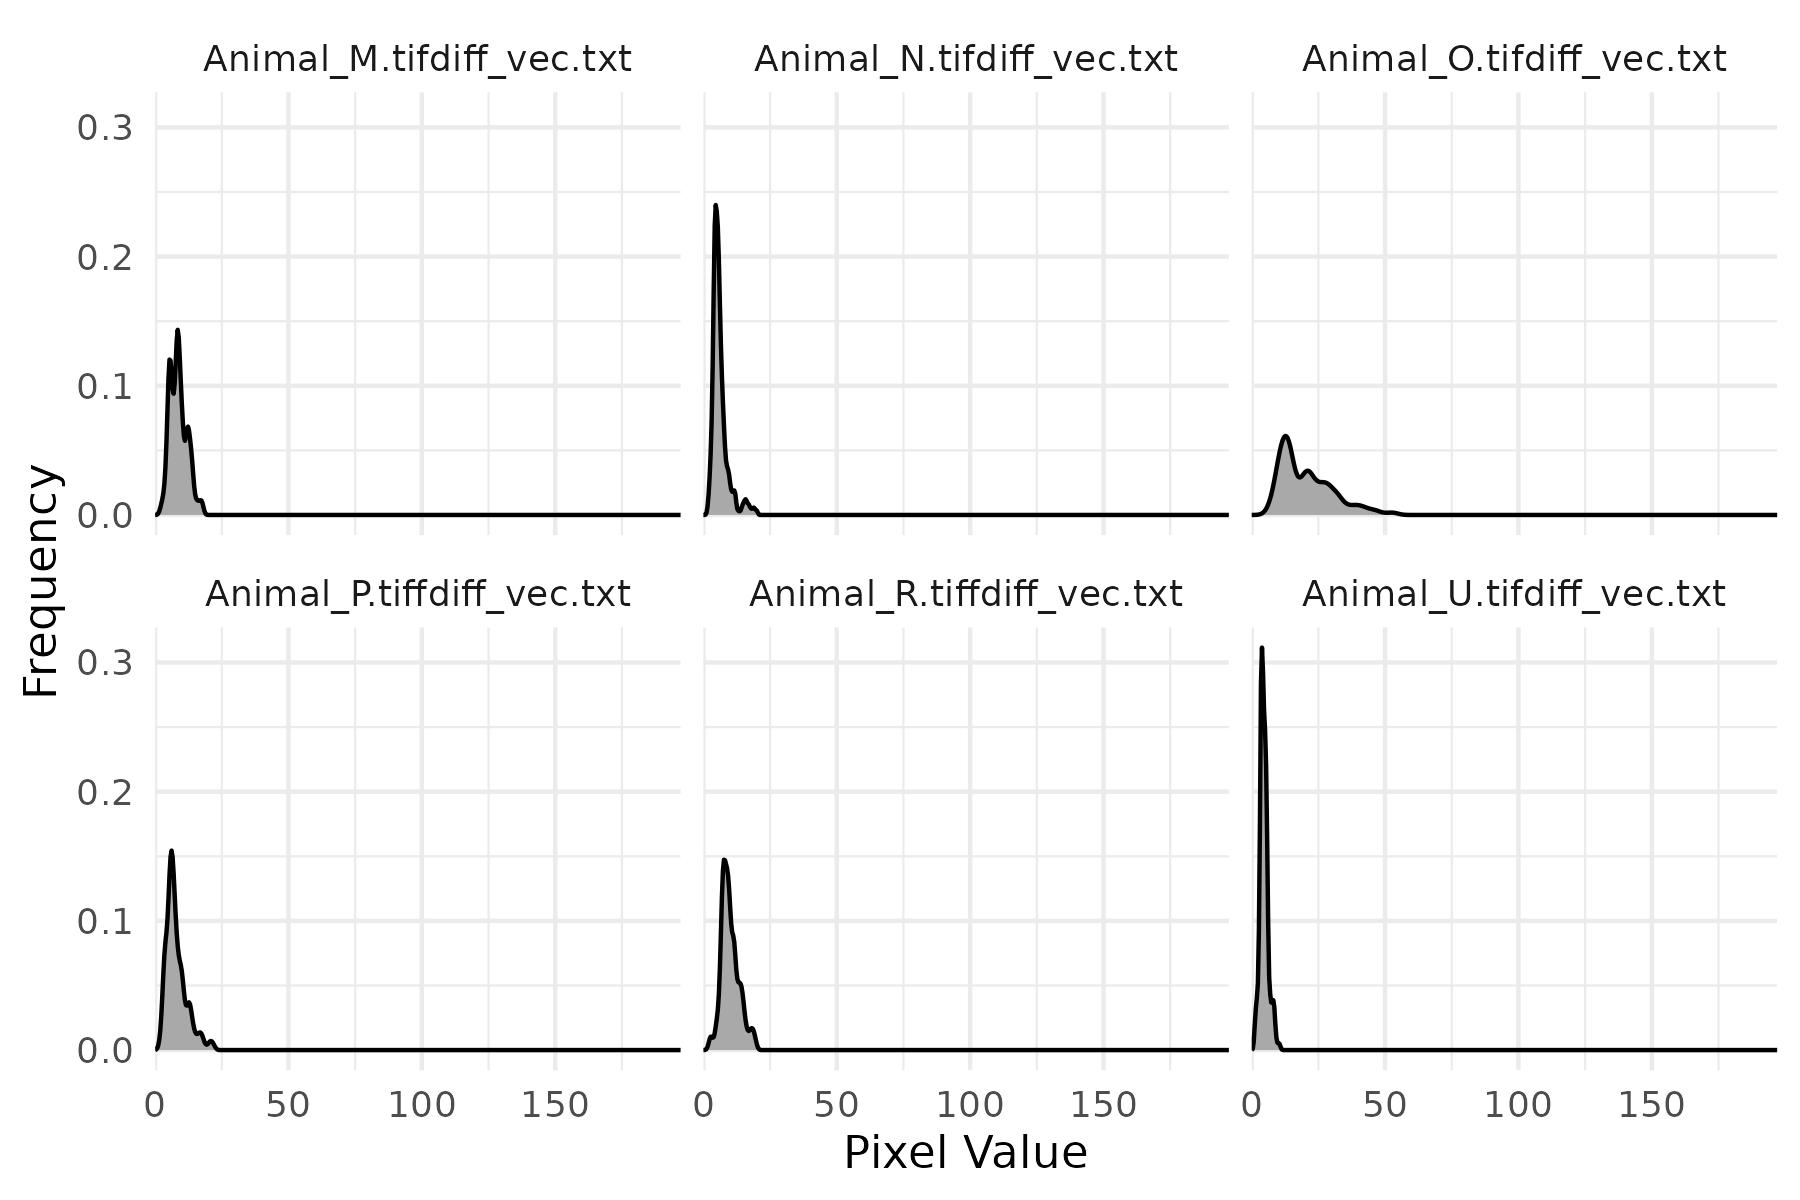 Animal_M.tifdiff_vec.txt Animal_N.tifdiff_vec.txt Animal_O.tifdiff_vec.txt
0.3
0.2
0.1
0.0
Frequency
Animal_P.tiffdiff_vec.txt Animal_R.tiffdiff_vec.txt Animal_U.tifdiff_vec.txt
0.3
0.2
0.1
0.0
0 50 100 150 0 50 100 150 0 50 100 150
Pixel Value